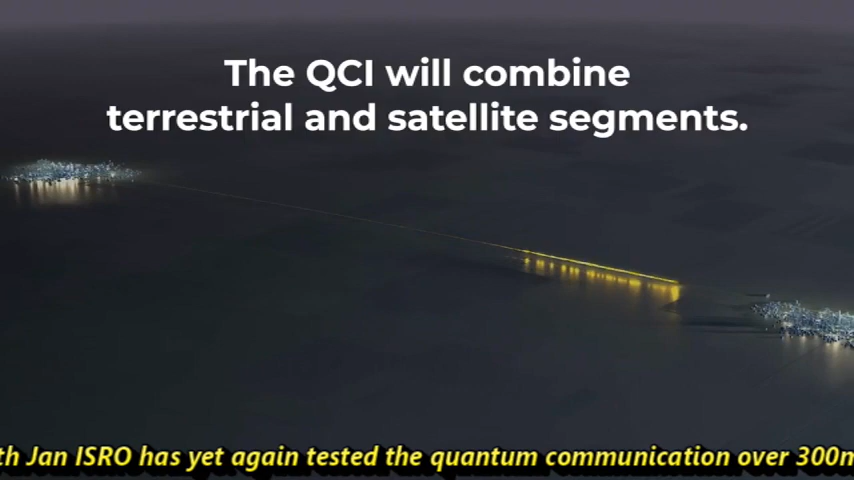 The QCI will combine
terrestrial and satellite segments.
th Jan ISRO has yet again tested the quantum communication over 300m